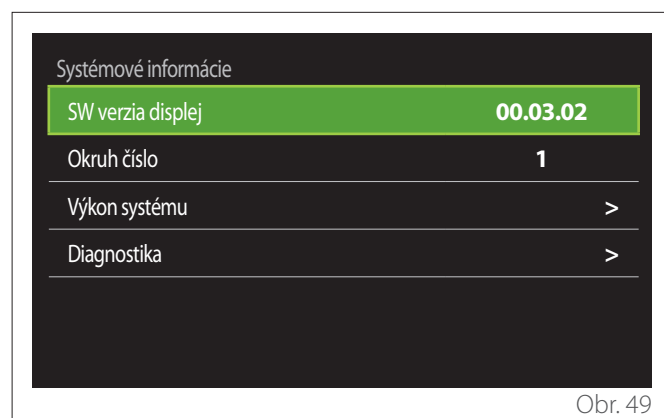 Systémové informácie
SW verzia displej 00.03.02
Okruh číslo 1
Výkon systému >
Diagnostika >
Obr. 49